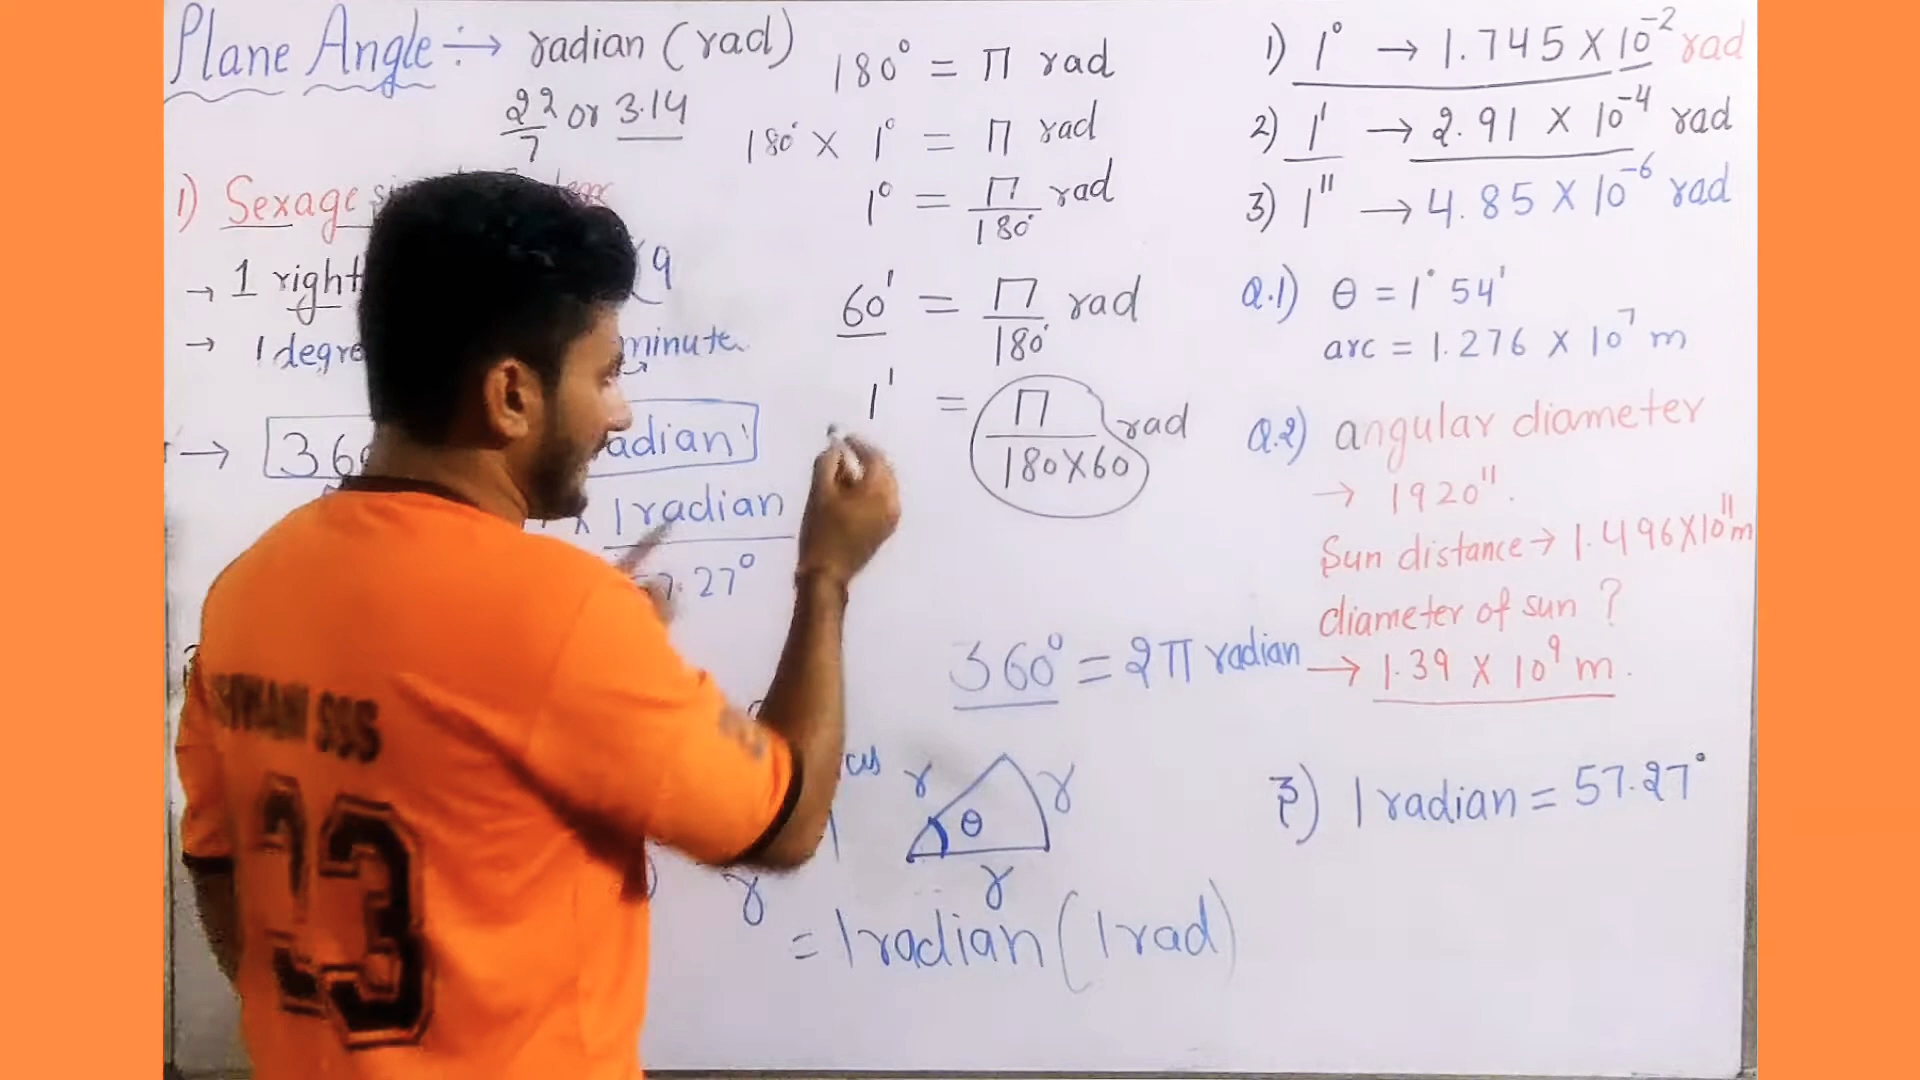 Plane Angle ÷→ radian (rad)
22/7 or 3.14
1) Sexage
→ 1 right
(9
→ 1 degre
minute
→ 36
adian
× 1 radian
57.27°
180° = π rad
180° × 1° = π rad
1° = π/180° rad
60' = π/180° rad
1' = π/180×60 rad
360° = 2π radian
r
r
θ
r
r
= 1 radian (1 rad)
1) 1° → 1.745 × 10⁻² rad
2) 1' → 2.91 × 10⁻⁴ rad
3) 1" → 4.85 × 10⁻⁶ rad
Q.1) θ = 1° 54'
arc = 1.276 × 10⁷ m
Q.2) angular diameter
→ 1920".
Sun distance → 1.496×10¹¹ m
diameter of sun ?
→ 1.39 × 10⁹ m.
3) 1 radian = 57.27°
SSS
23